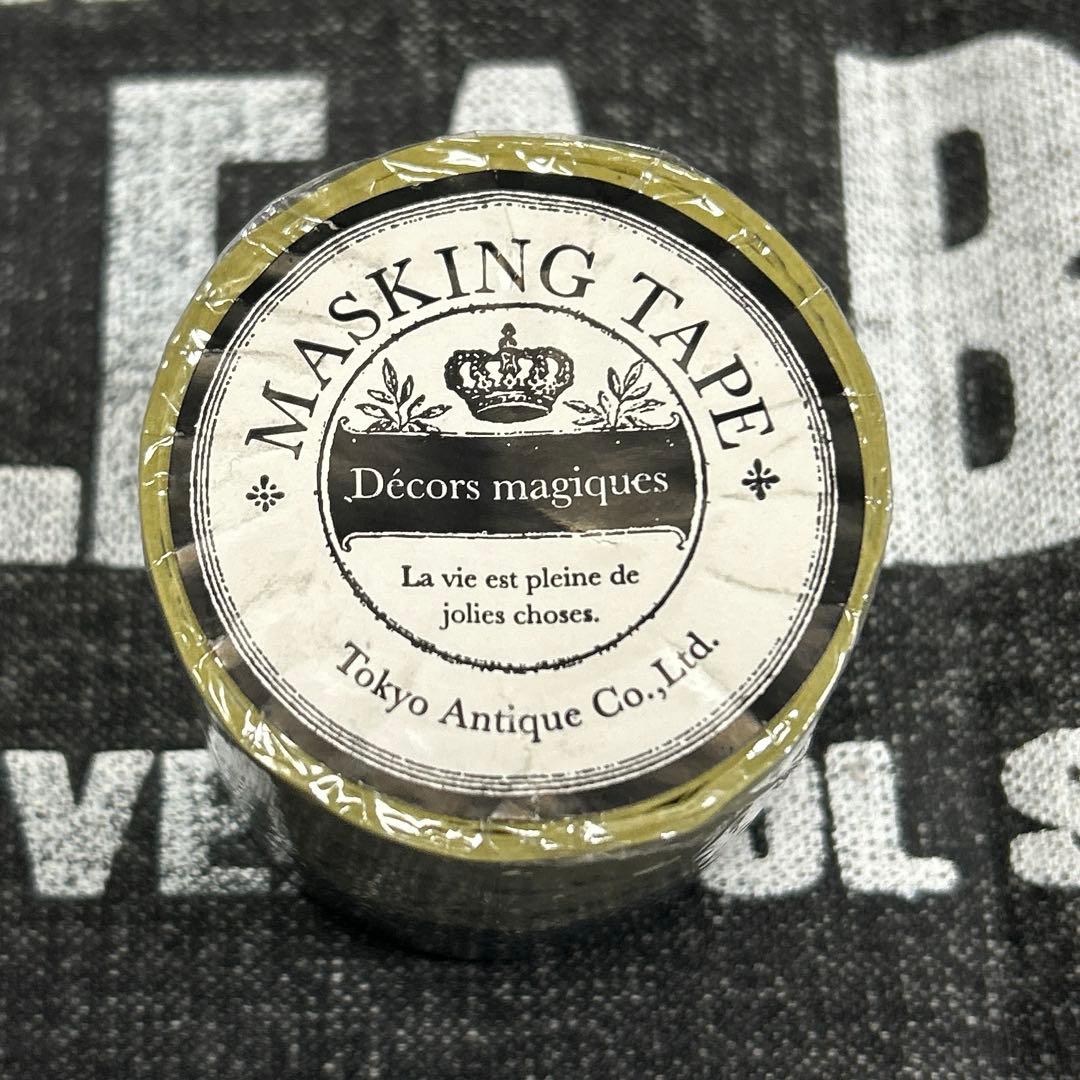 MASKING TAPE
Décors magiques
La vie est pleine de
jolies choses.
Tokyo Antique Co.,Ltd.